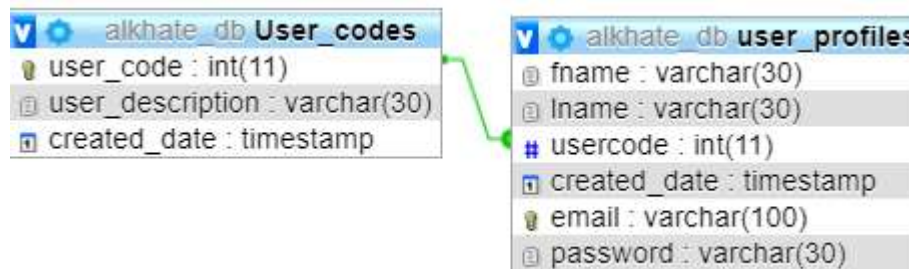 alkhate_db User_codes
user_code : int(11)
user_description : varchar(30)
created_date : timestamp
alkhate_db user_profiles
fname : varchar(30)
lname : varchar(30)
usercode : int(11)
created_date : timestamp
email : varchar(100)
password : varchar(30)